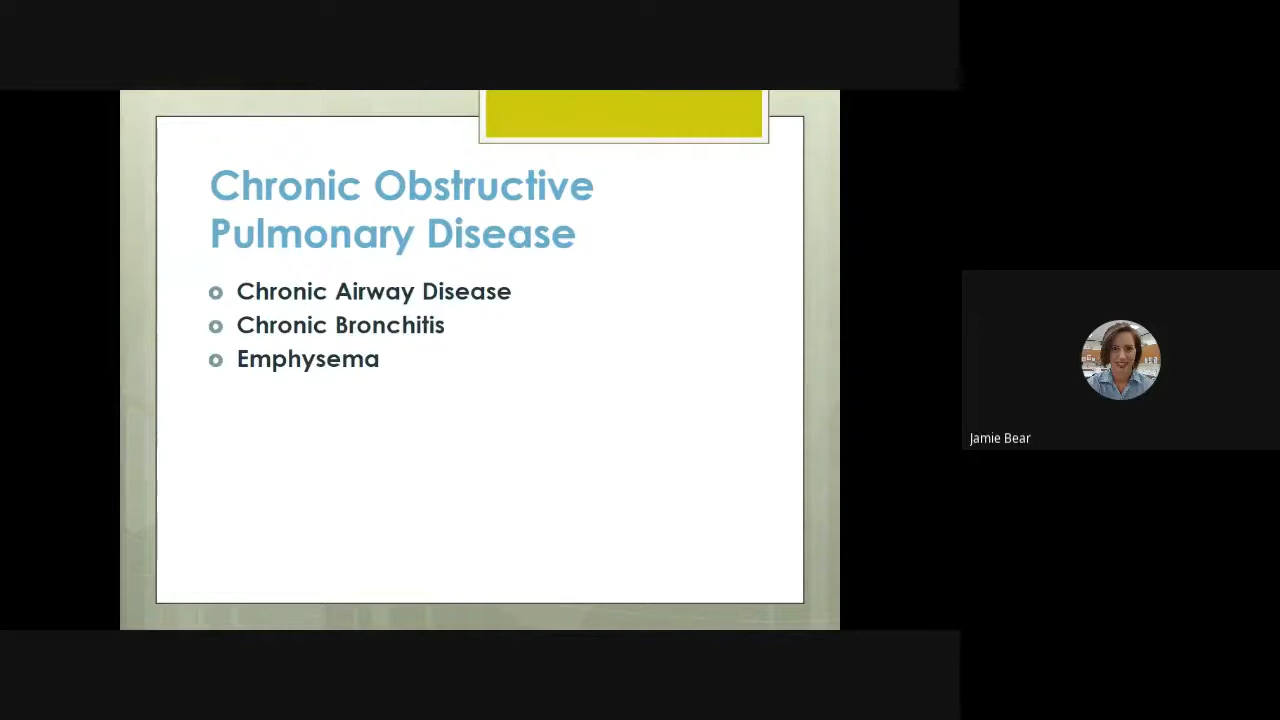 Chronic Obstructive
Pulmonary Disease
Chronic Airway Disease
Chronic Bronchitis
Emphysema
Jamie Bear